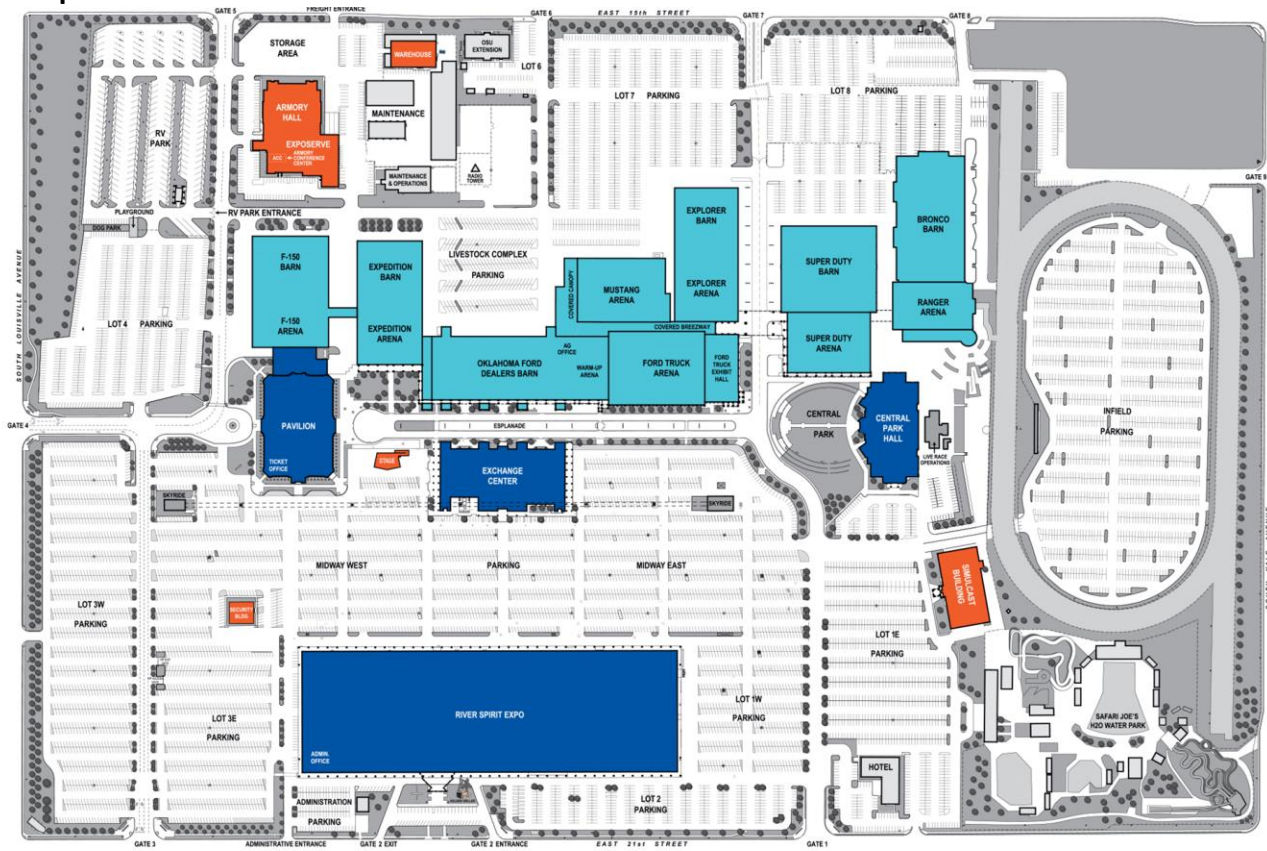 GATE 5
FREIGHT ENTRANCE
GATE 6
EAST 15th STREET
GATE 7
GATE 8
STORAGE
AREA
WAREHOUSE
OSU
EXTENSION
LOT 6
LOT 7 PARKING
LOT 8 PARKING
ARMORY
HALL
EXPOSERVE
ACC
ARMORY
CONFERENCE
CENTER
MAINTENANCE
MAINTENANCE
& OPERATIONS
RADIO
TOWER
RV
PARK
PLAYGROUND
RV PARK ENTRANCE
DOG PARK
GATE 9
SOUTH LOUISVILLE AVENUE
LOT 4 PARKING
F-150
BARN
F-150
ARENA
EXPEDITION
BARN
EXPEDITION
ARENA
LIVESTOCK COMPLEX
PARKING
COVERED CANOPY
MUSTANG
ARENA
EXPLORER
BARN
EXPLORER
ARENA
COVERED BREEZWAY
SUPER DUTY
BARN
SUPER DUTY
ARENA
BRONCO
BARN
RANGER
ARENA
OKLAHOMA FORD
DEALERS BARN
AG
OFFICE
WARM-UP
ARENA
FORD TRUCK
ARENA
FORD
TRUCK
EXHIBIT
HALL
GATE 4
PAVILION
TICKET
OFFICE
ESPLANADE
STAGE
EXCHANGE
CENTER
CENTRAL
PARK
CENTRAL
PARK
HALL
LIVE RACE
OPERATIONS
INFIELD
PARKING
SKYRIDE
SKYRIDE
MIDWAY WEST
PARKING
MIDWAY EAST
SIMULCAST
BUILDING
LOT 3W
PARKING
SECURITY
BLDG
LOT 1E
PARKING
LOT 3E
PARKING
RIVER SPIRIT EXPO
ADMIN.
OFFICE
LOT 1W
PARKING
SAFARI JOE'S
H2O WATER PARK
HOTEL
ADMINISTRATION
PARKING
LOT 2
PARKING
GATE 3
ADMINISTRATIVE ENTRANCE
GATE 2 EXIT
GATE 2 ENTRANCE
EAST 21st STREET
GATE 1